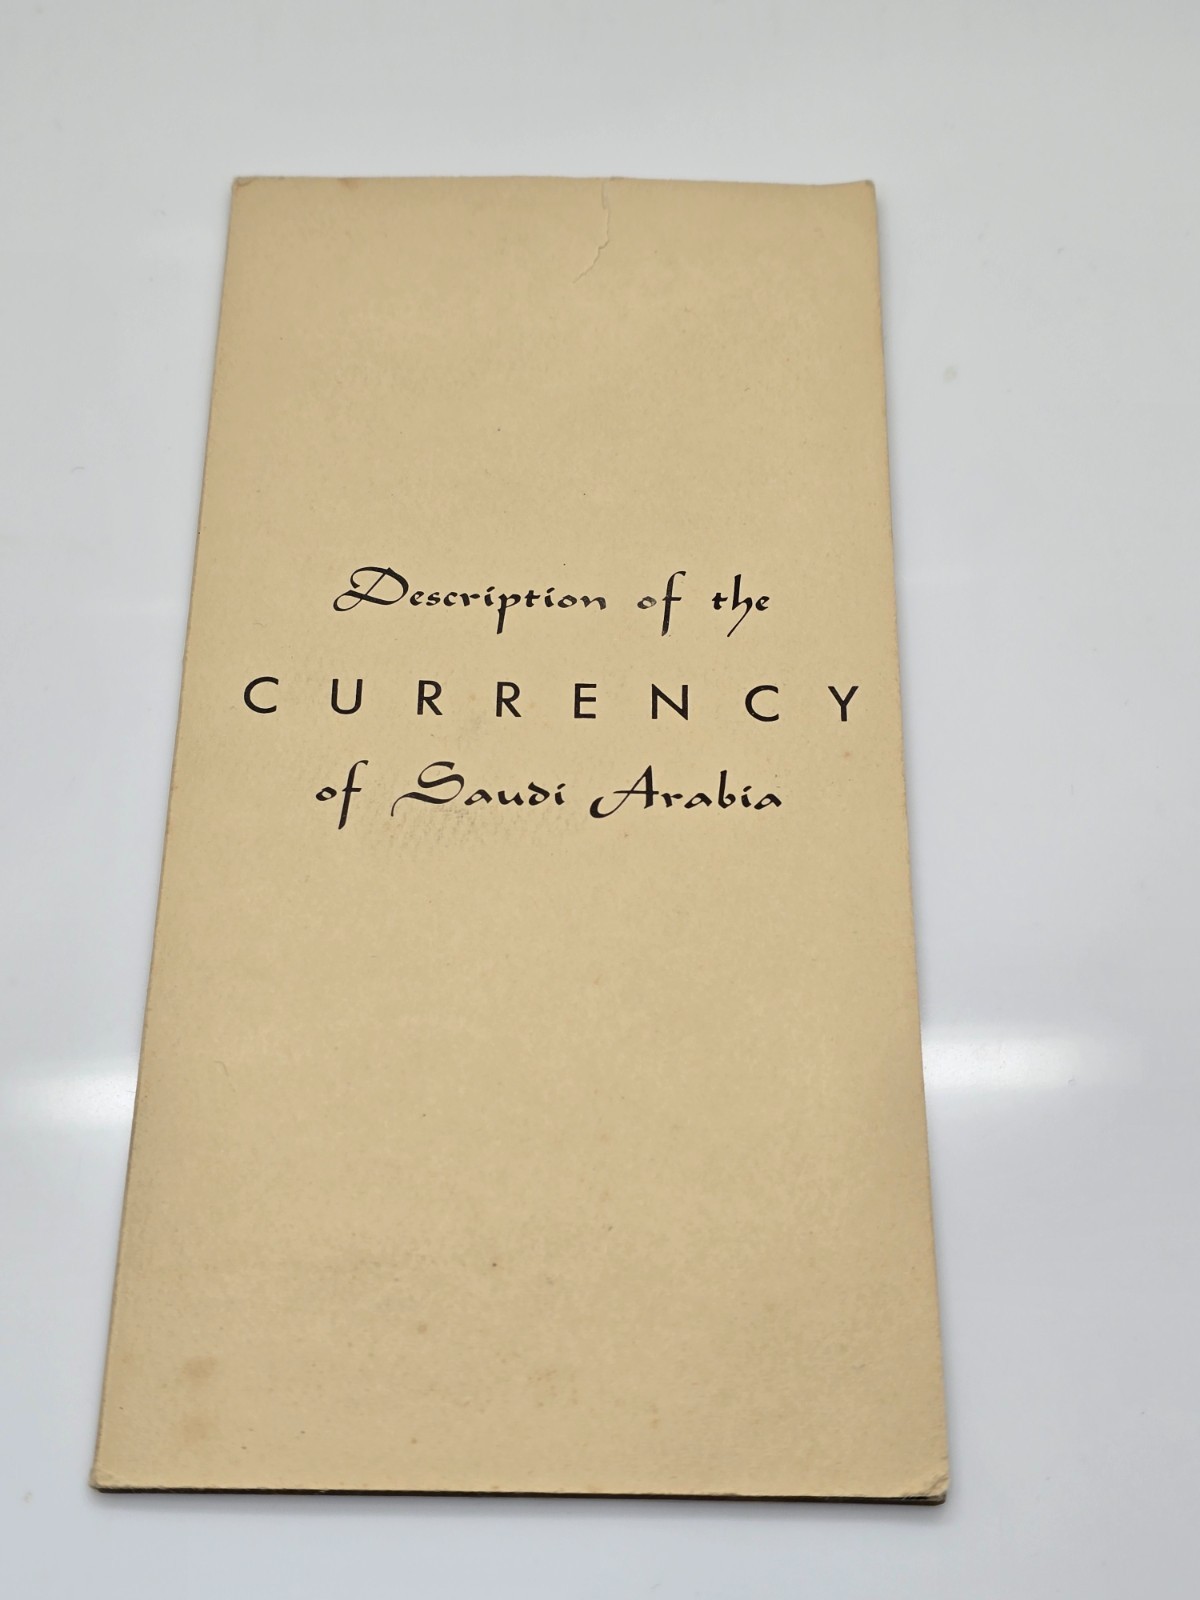 Description of the
CURRENCY
of Saudi Arabia